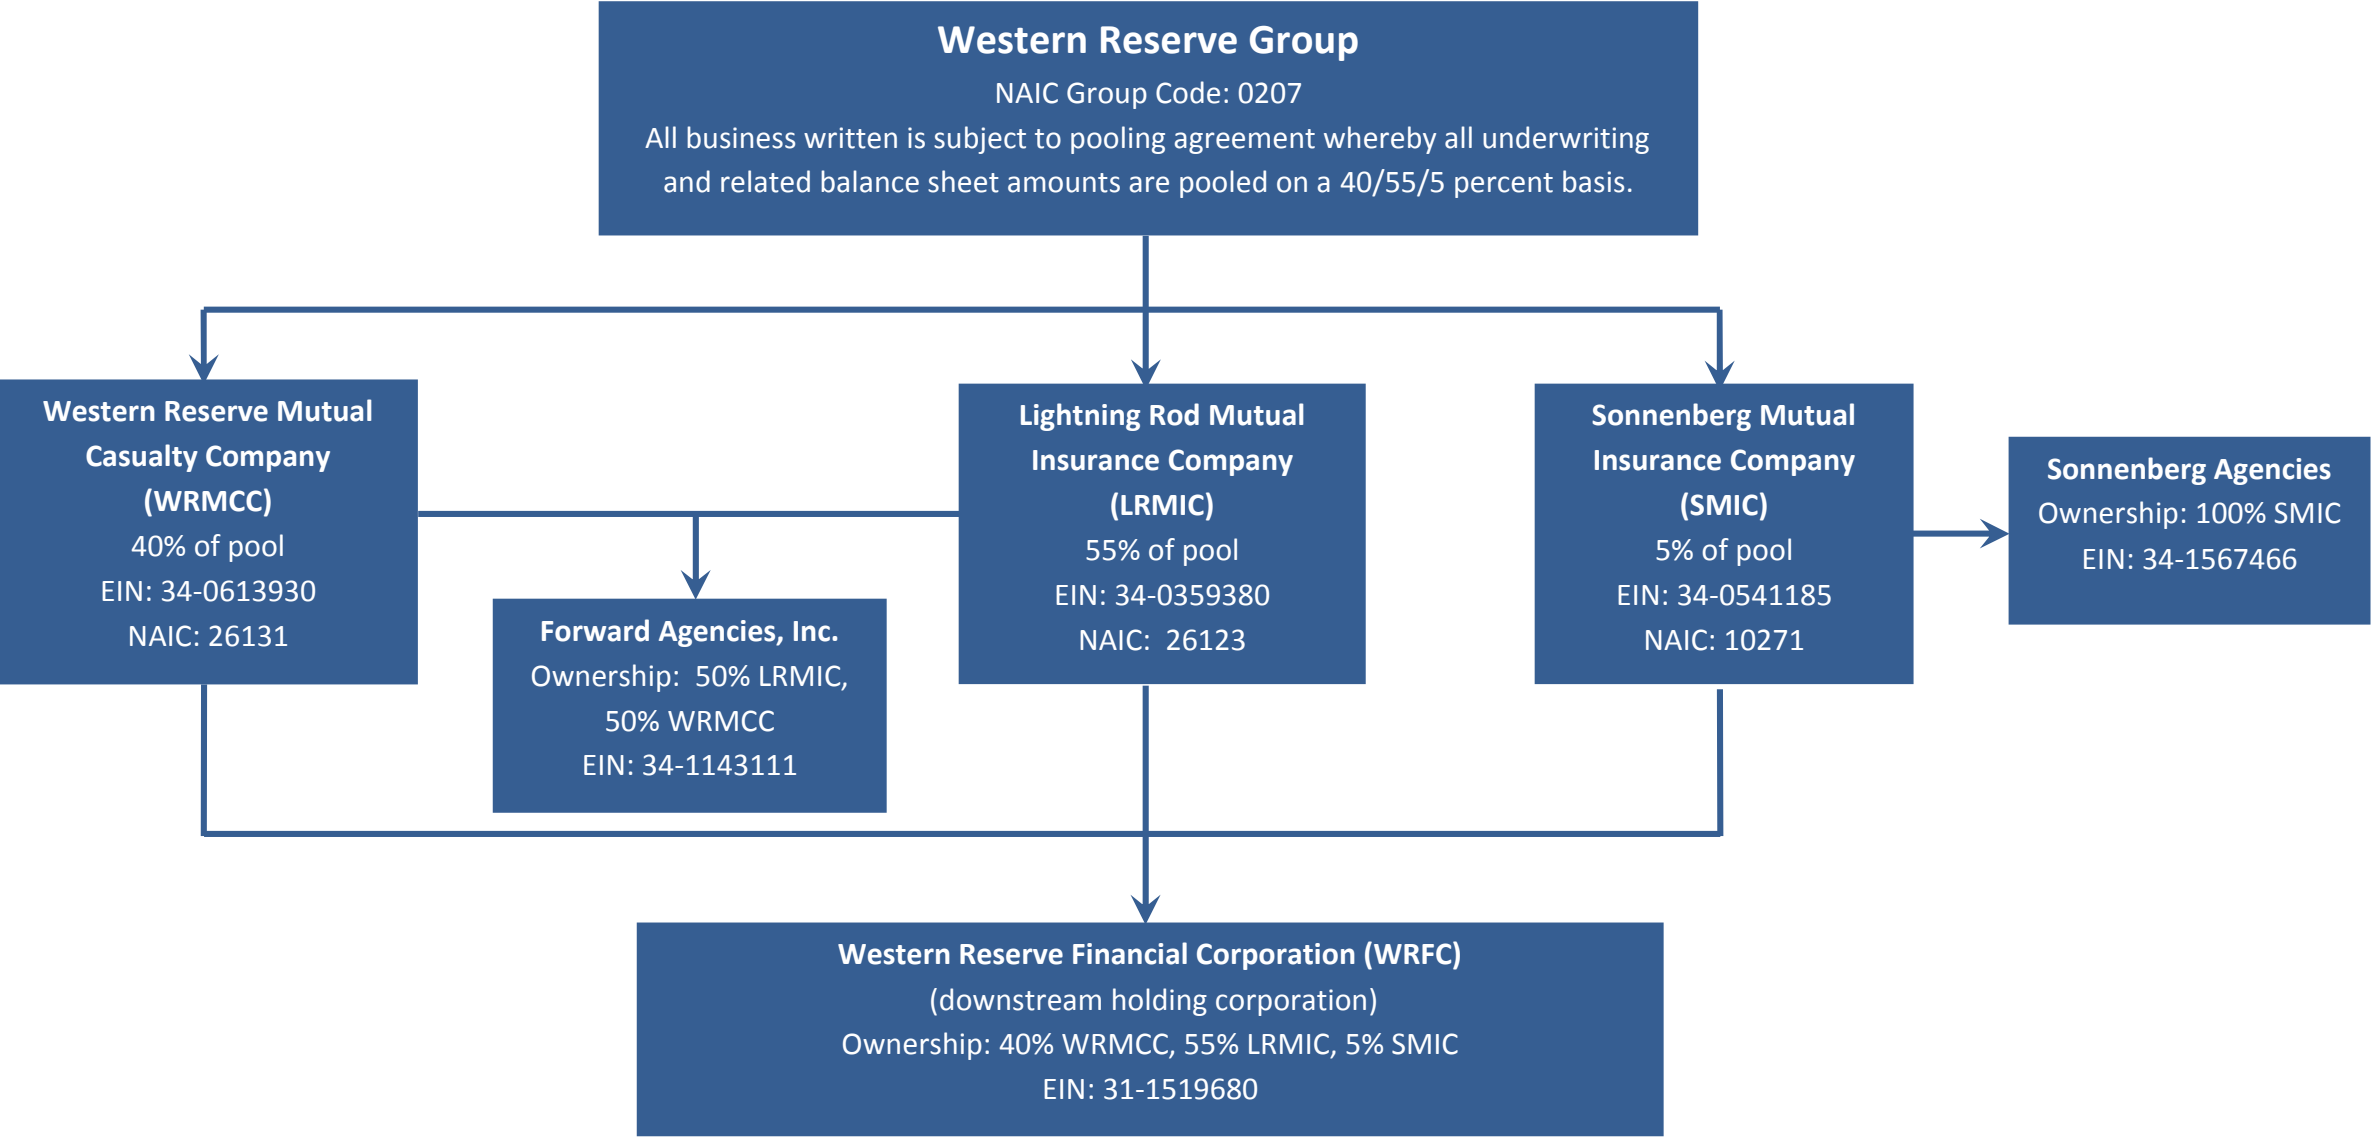 Western Reserve Group
NAIC Group Code: 0207
All business written is subject to pooling agreement whereby all underwriting
and related balance sheet amounts are pooled on a 40/55/5 percent basis.
Western Reserve Mutual
Casualty Company
(WRMCC)
40% of pool
EIN: 34-0613930
NAIC: 26131
Forward Agencies, Inc.
Ownership:  50% LRMIC,
50% WRMCC
EIN: 34-1143111
Lightning Rod Mutual
Insurance Company
(LRMIC)
55% of pool
EIN: 34-0359380
NAIC:  26123
Sonnenberg Mutual
Insurance Company
(SMIC)
5% of pool
EIN: 34-0541185
NAIC: 10271
Sonnenberg Agencies
Ownership: 100% SMIC
EIN: 34-1567466
Western Reserve Financial Corporation (WRFC)
(downstream holding corporation)
Ownership: 40% WRMCC, 55% LRMIC, 5% SMIC
EIN: 31-1519680